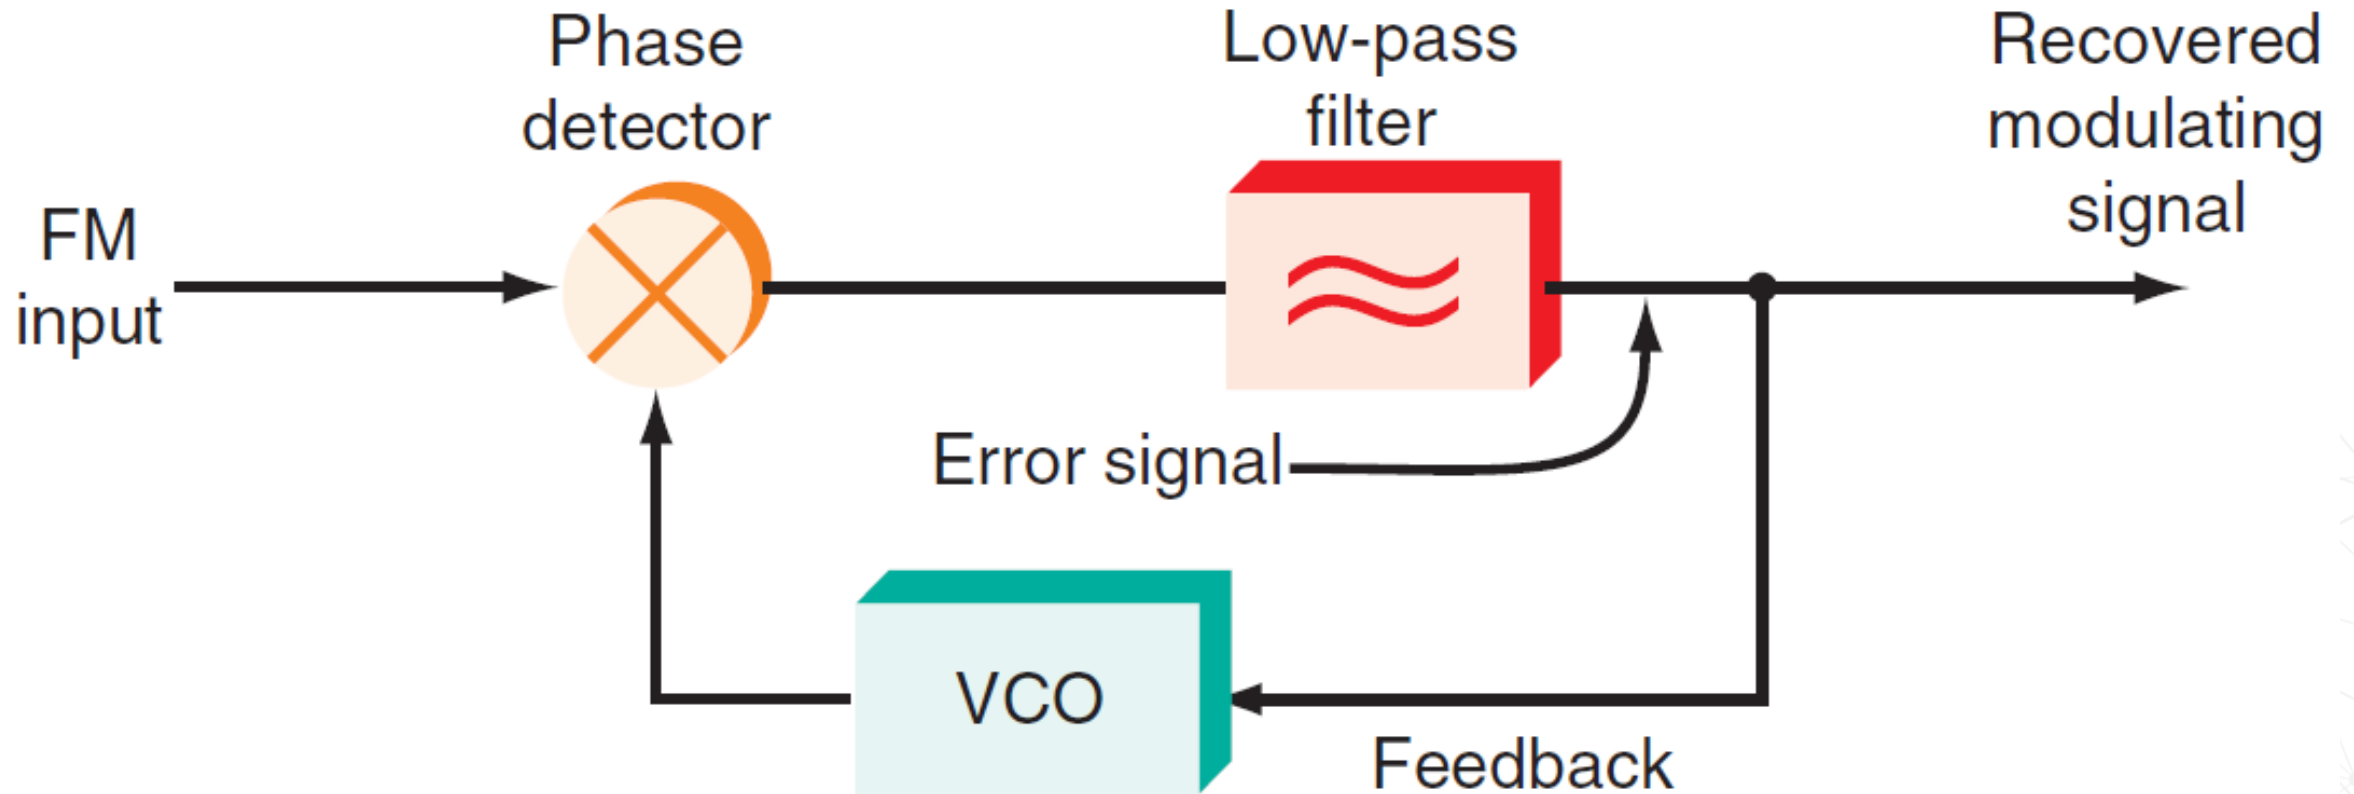 Phase
detector
Low-pass
filter
Recovered
modulating
signal
FM
input
Error signal
VCO
Feedback